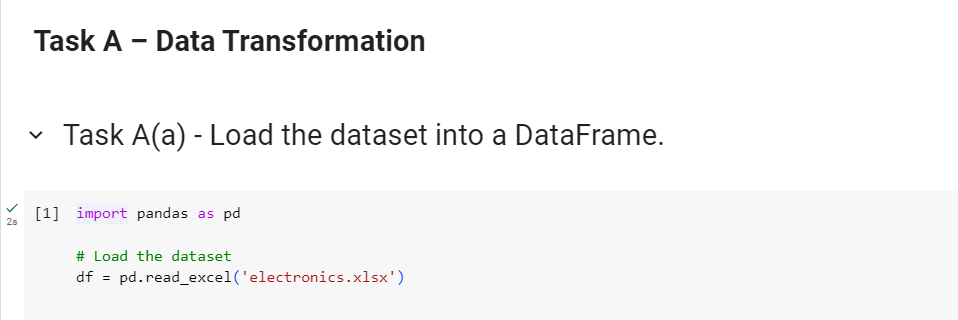 Task A – Data Transformation
Task A(a) - Load the dataset into a DataFrame.
[1] import pandas as pd
2s
# Load the dataset
df = pd.read_excel('electronics.xlsx')